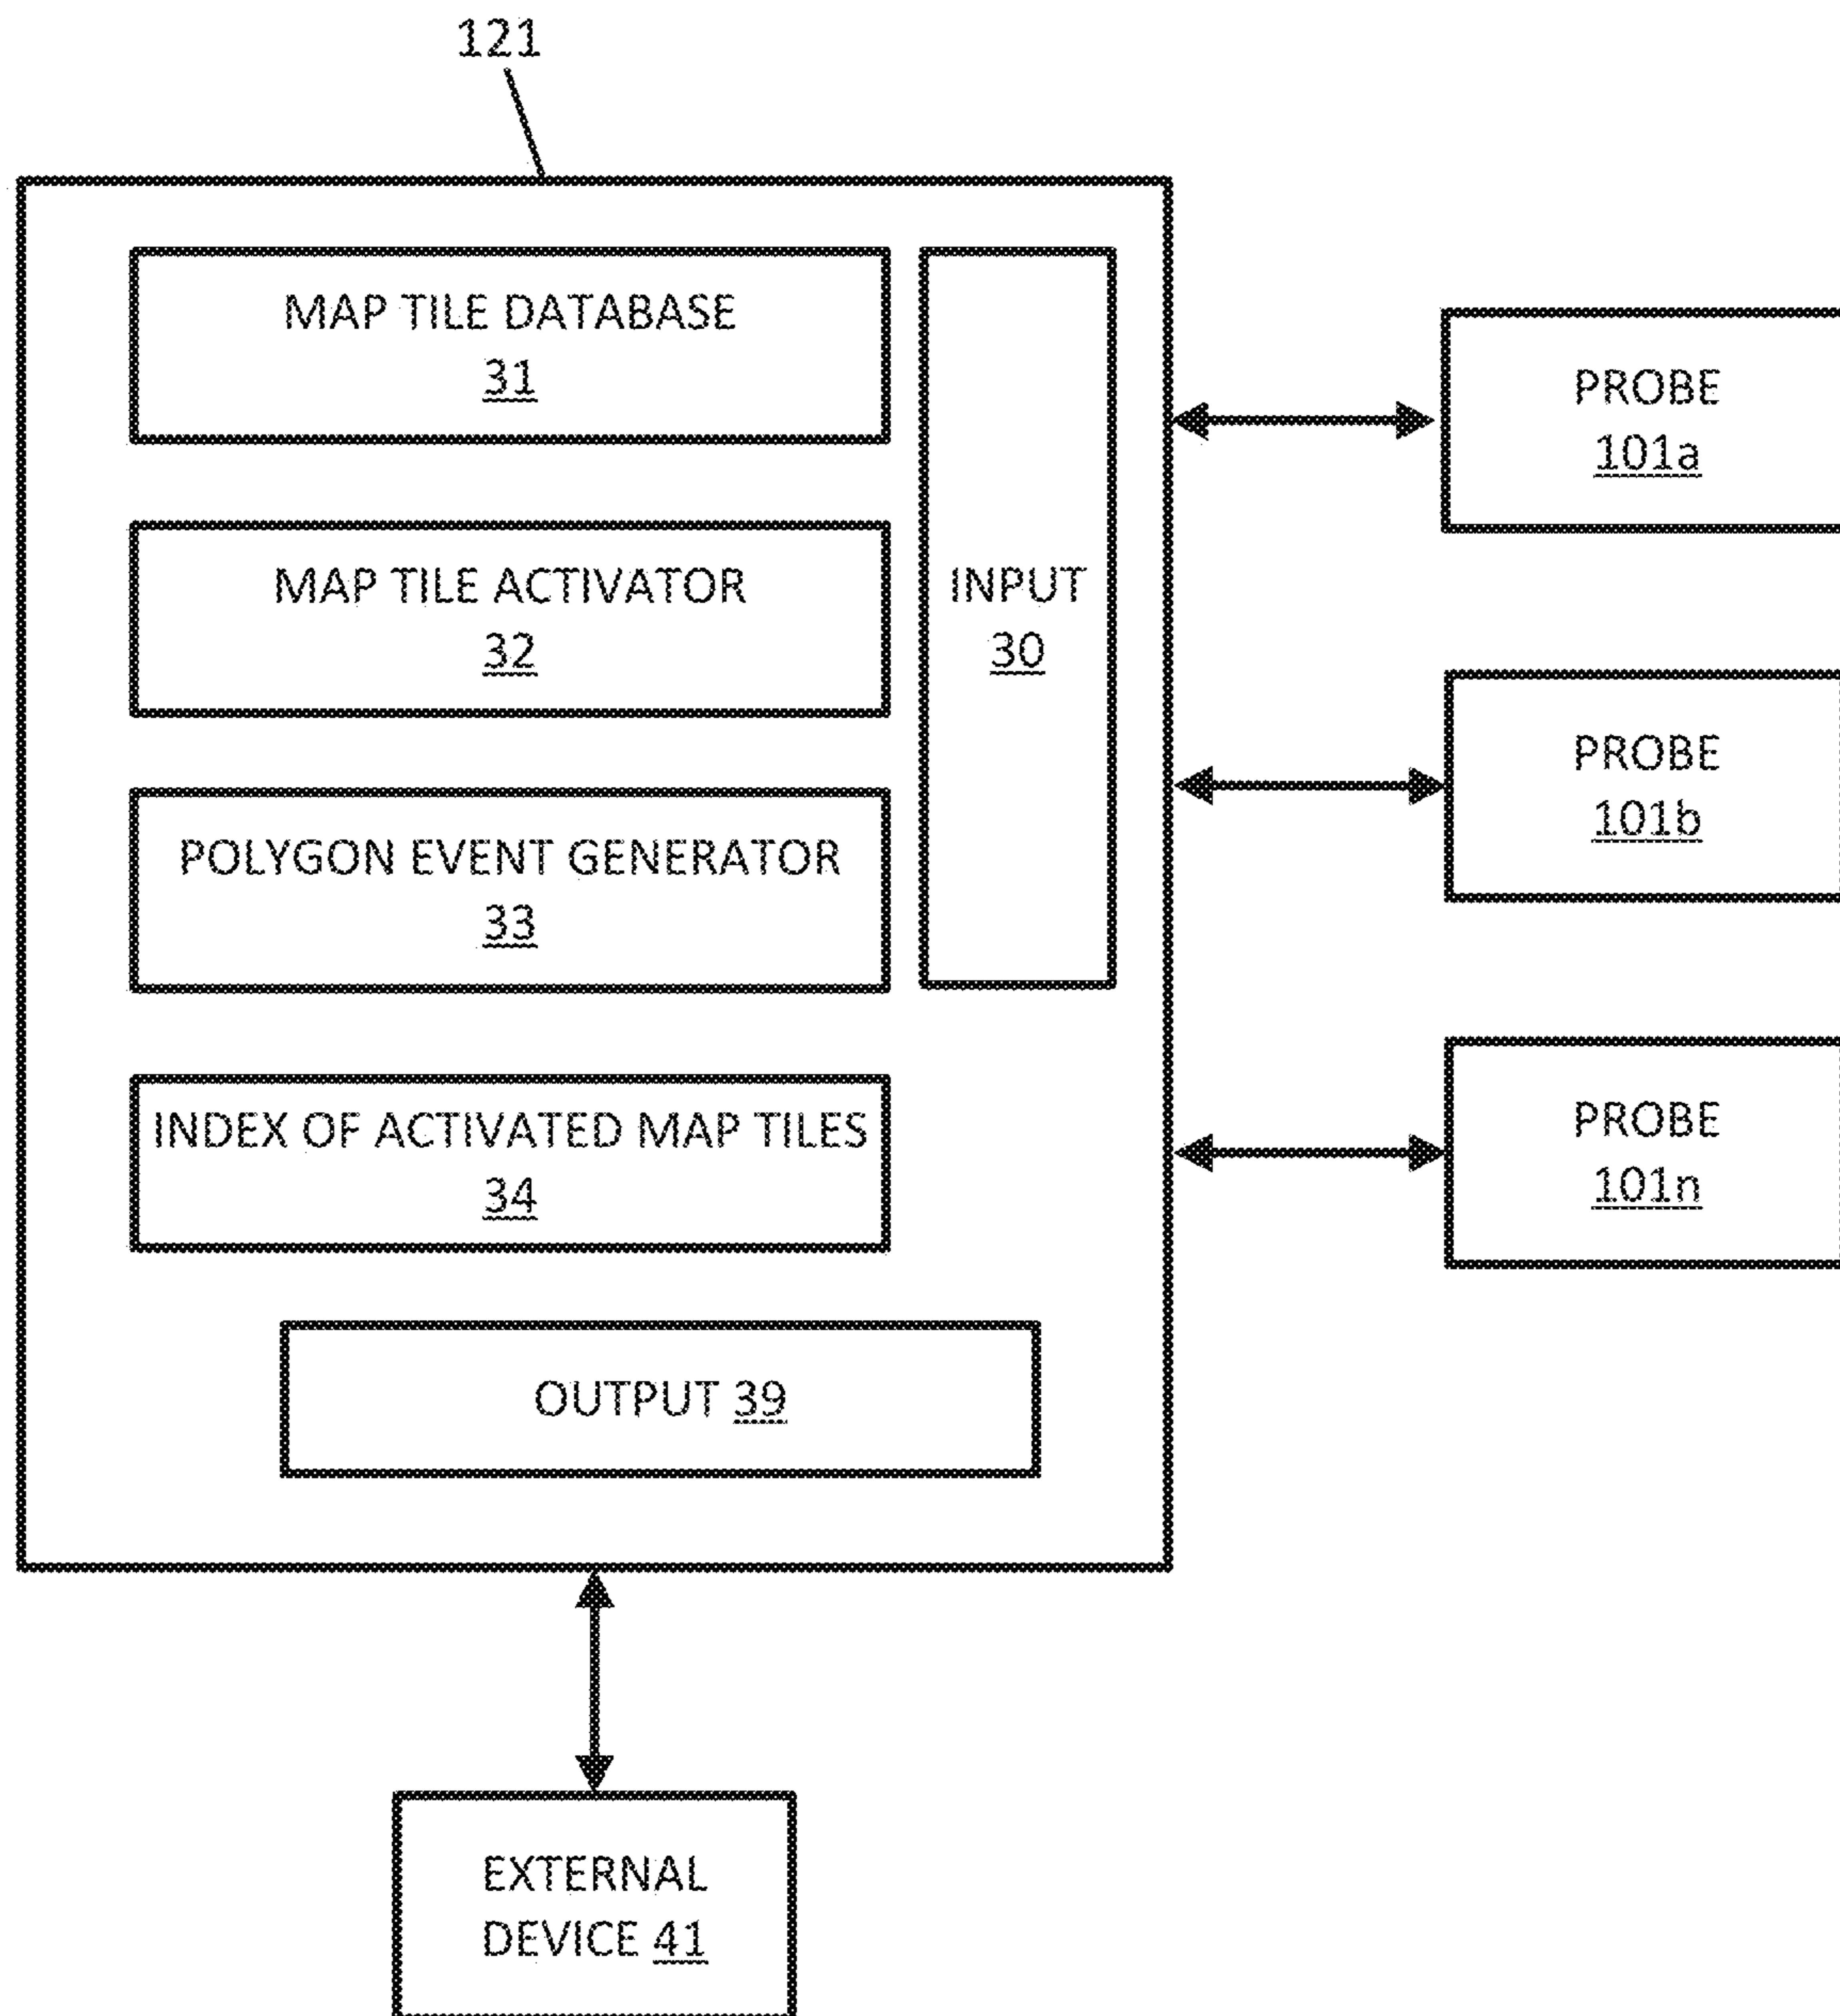 121
MAP TILE DATABASE
31
MAP TILE ACTIVATOR
32
POLYGON EVENT GENERATOR
33
INDEX OF ACTIVATED MAP TILES
34
INPUT
30
OUTPUT 39
PROBE
101a
PROBE
101b
PROBE
101n
EXTERNAL
DEVICE 41